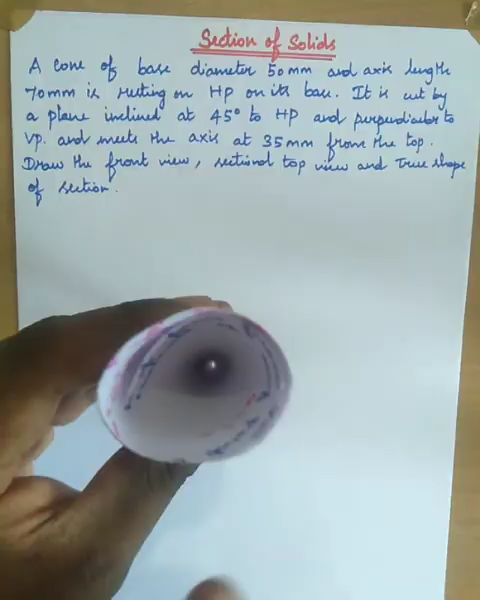 Section of Solids
A cone of base diameter 50mm and axis length
70mm is resting on HP on its base. It is cut by
a plane inclined at 45° to HP and perpendicular to
VP. and meets the axis at 35mm from the top.
Draw the front view, sectional top view and True shape
of section.